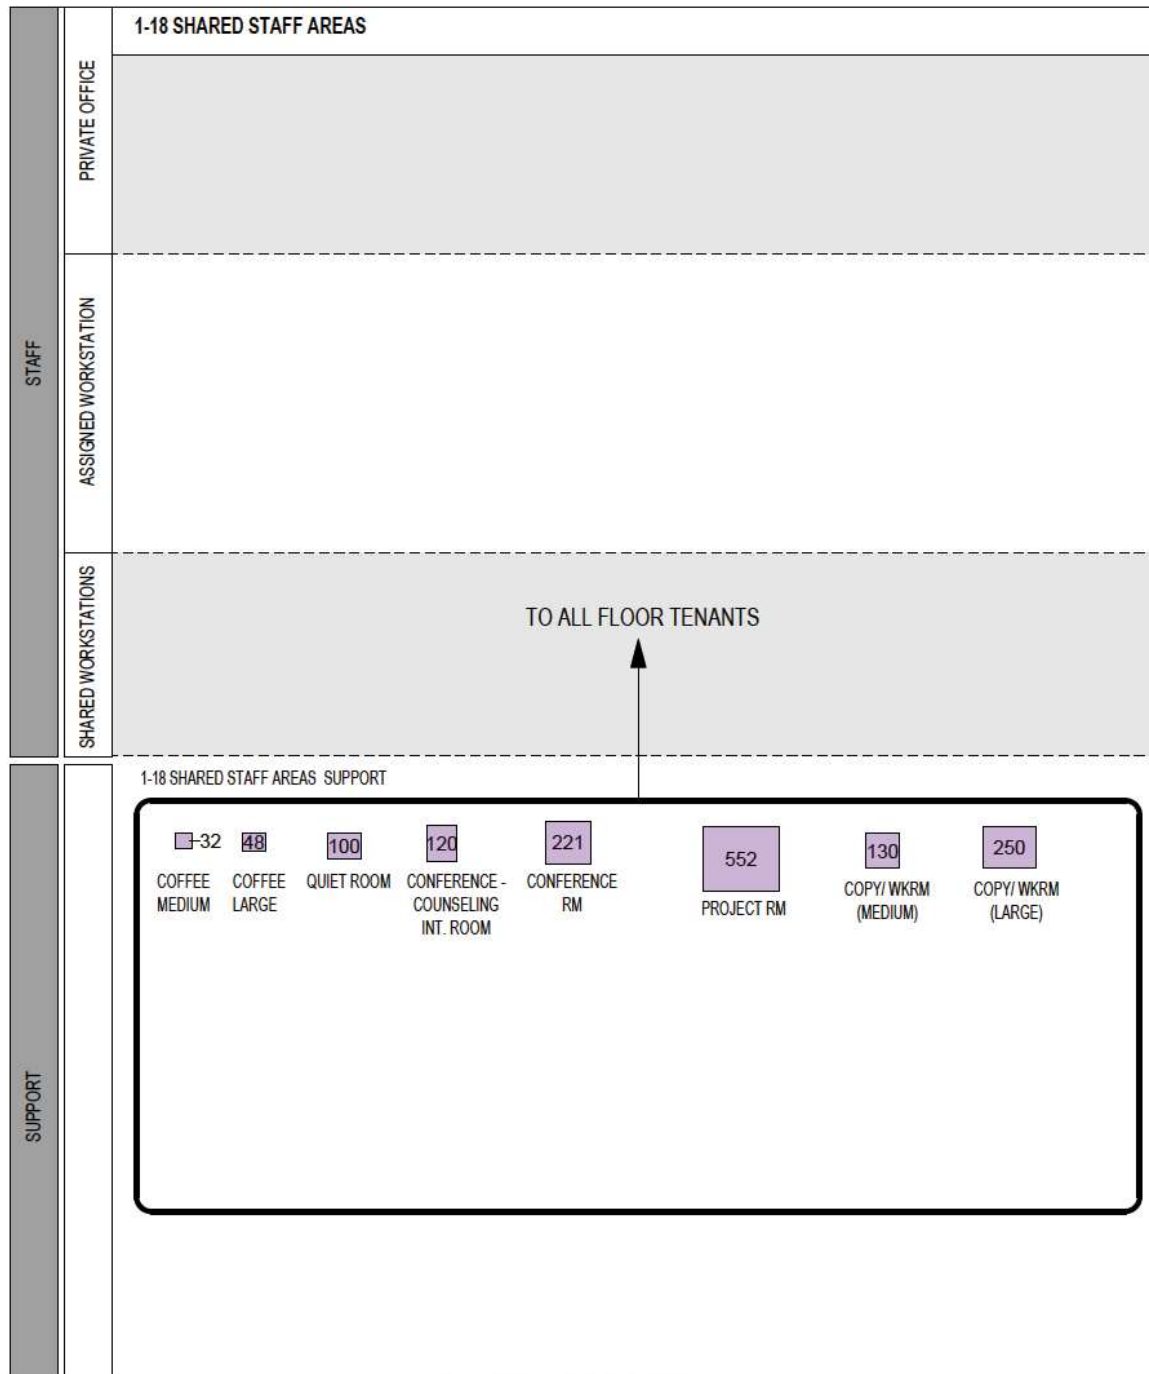 1-18 SHARED STAFF AREAS
STAFF
PRIVATE OFFICE
ASSIGNED WORKSTATION
SHARED WORKSTATIONS
TO ALL FLOOR TENANTS
SUPPORT
1-18 SHARED STAFF AREAS SUPPORT
32
COFFEE
MEDIUM
48
COFFEE
LARGE
100
QUIET ROOM
120
CONFERENCE -
COUNSELING
INT. ROOM
221
CONFERENCE
RM
552
PROJECT RM
130
COPY/ WKRM
(MEDIUM)
250
COPY/ WKRM
(LARGE)